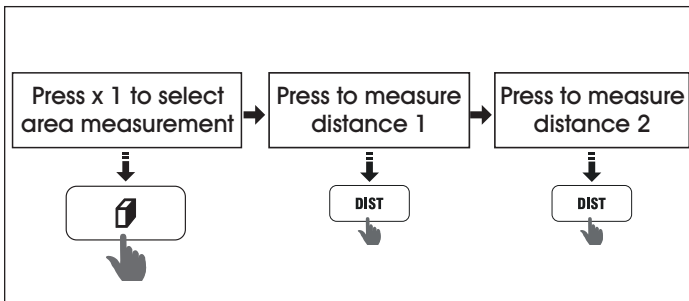 Press x 1 to select
area measurement
Press to measure
distance 1
Press to measure
distance 2
DIST
DIST